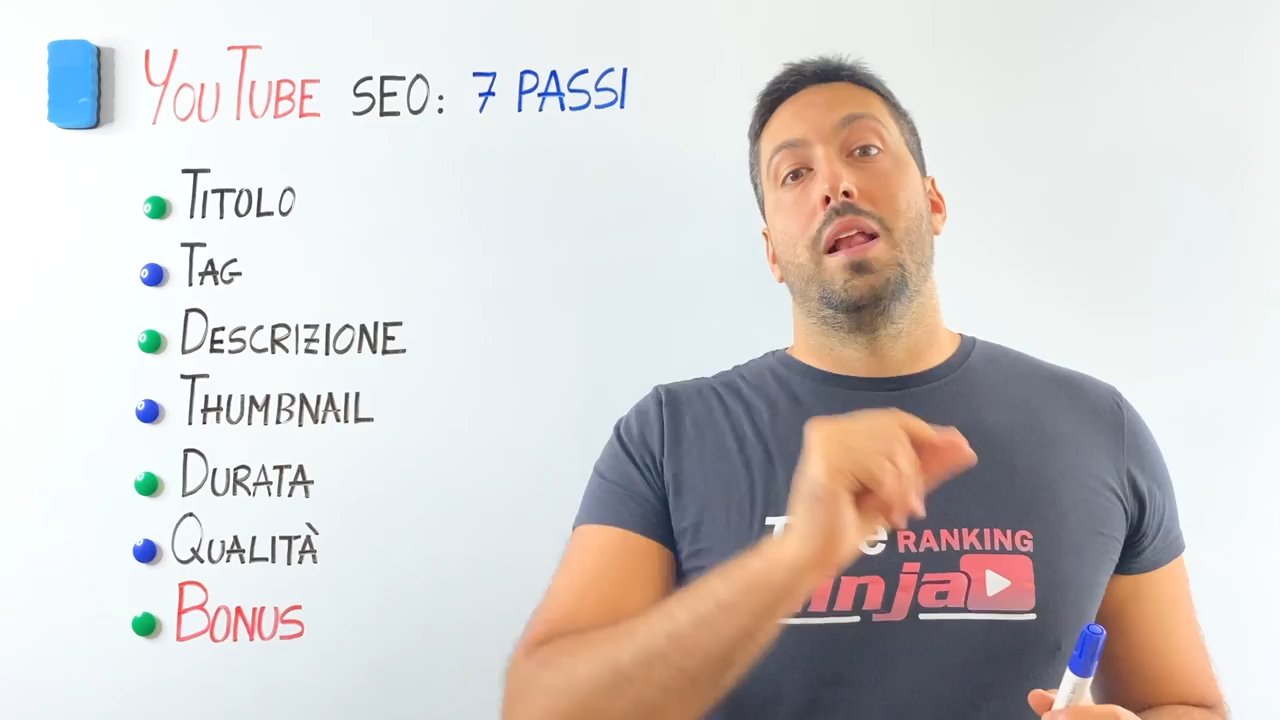 YOUTUBE SEO: 7 PASSI
TITOLO
TAG
DESCRIZIONE
THUMBNAIL
DURATA
QUALITÀ
BONUS
RANKING